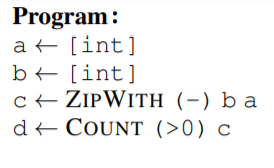 Program:
a ← [int]
b ← [int]
c ← ZIPWITH (-) b a
d ← COUNT (>0) c